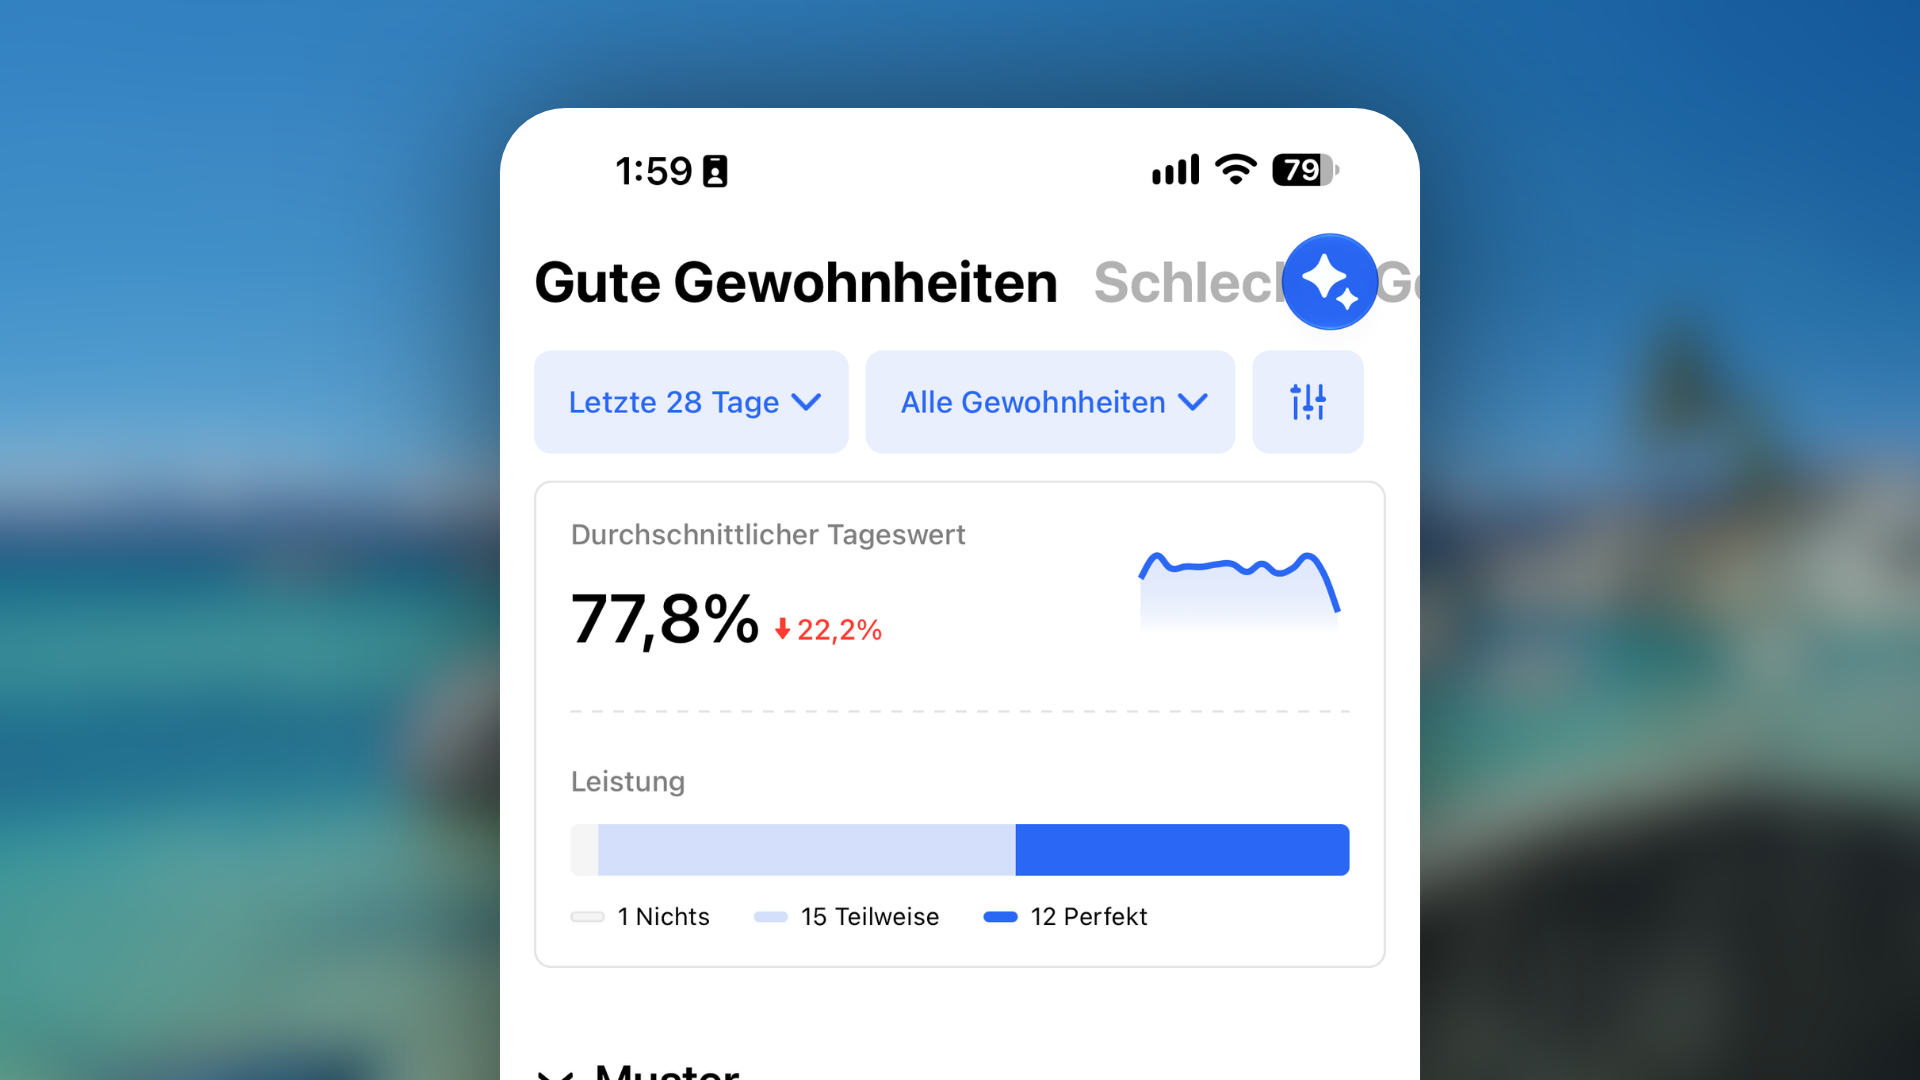 1:59 79
Gute Gewohnheiten
Letzte 28 Tage Alle Gewohnheiten
Durchschnittlicher Tageswert
77,8% 22,2%
Leistung
1 Nichts 15 Teilweise 12 Perfekt
Muster